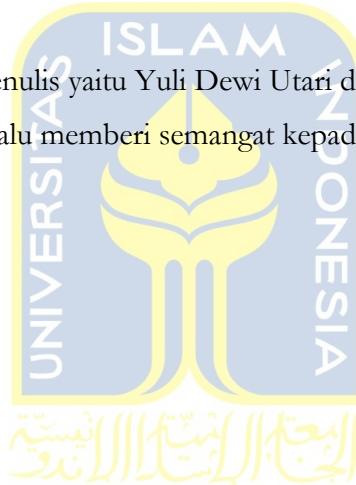 ISLAM
enulis yaitu Yuli Dewi Utari d
alu memberi semangat kepad
UNIVERSITAS
INDONESIA